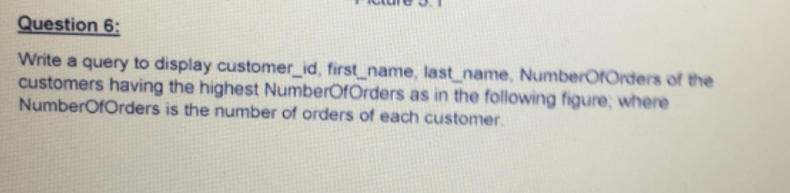 Question 6:
Write a query to display customer_id, first_name, last_name, NumberOfOrders of the
customers having the highest NumberOfOrders as in the following figure; where
NumberOfOrders is the number of orders of each customer.